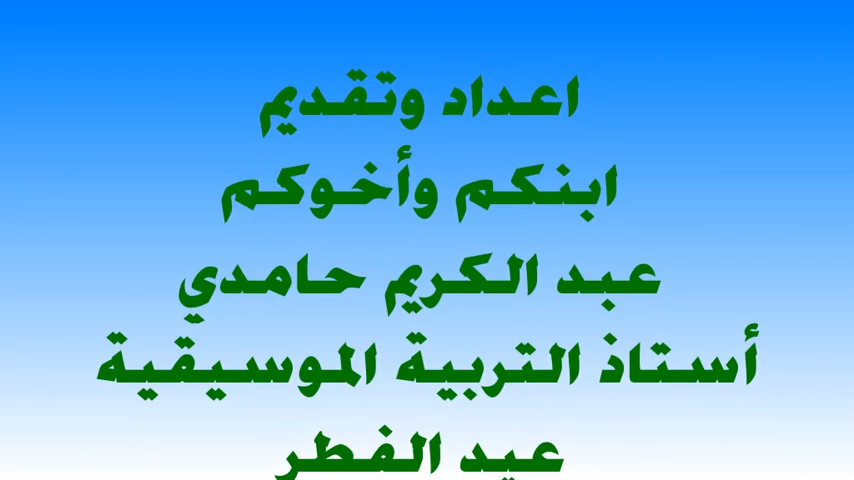 اعداد وتقديم
ابنكم وأخوكم
عبد الكريم حامدي
أستاذ التربية الموسيقية
عيد الفطر